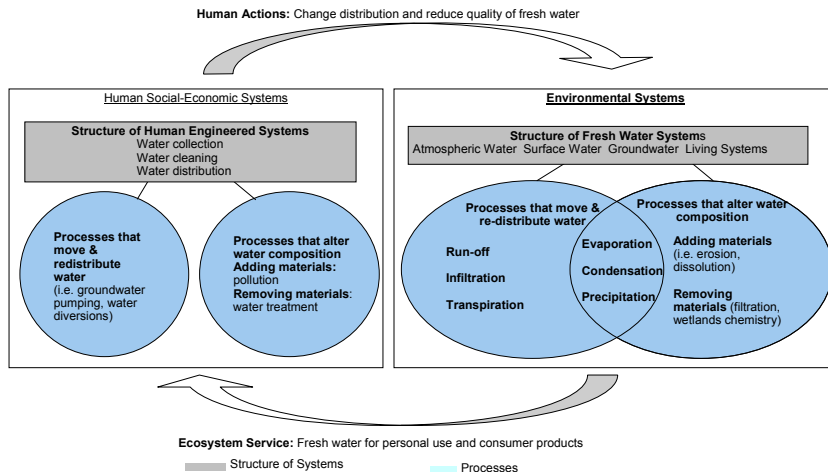 Human Actions: Change distribution and reduce quality of fresh water
Human Social-Economic Systems
Structure of Human Engineered Systems
Water collection
Water cleaning
Water distribution
Processes that
move &
redistribute
water
(i.e. groundwater
pumping, water
diversions)
Processes that alter
water composition
Adding materials:
pollution
Removing materials:
water treatment
Environmental Systems
Structure of Fresh Water Systems
Atmospheric Water Surface Water Groundwater Living Systems
Processes that move &
re-distribute water
Run-off
Infiltration
Transpiration
Evaporation
Condensation
Precipitation
Processes that alter water
composition
Adding materials
(i.e. erosion,
dissolution)
Removing
materials (filtration,
wetlands chemistry)
Ecosystem Service: Fresh water for personal use and consumer products
Structure of Systems
Processes